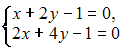 x + 2y − 1 = 0,
2x + 4y − 1 = 0